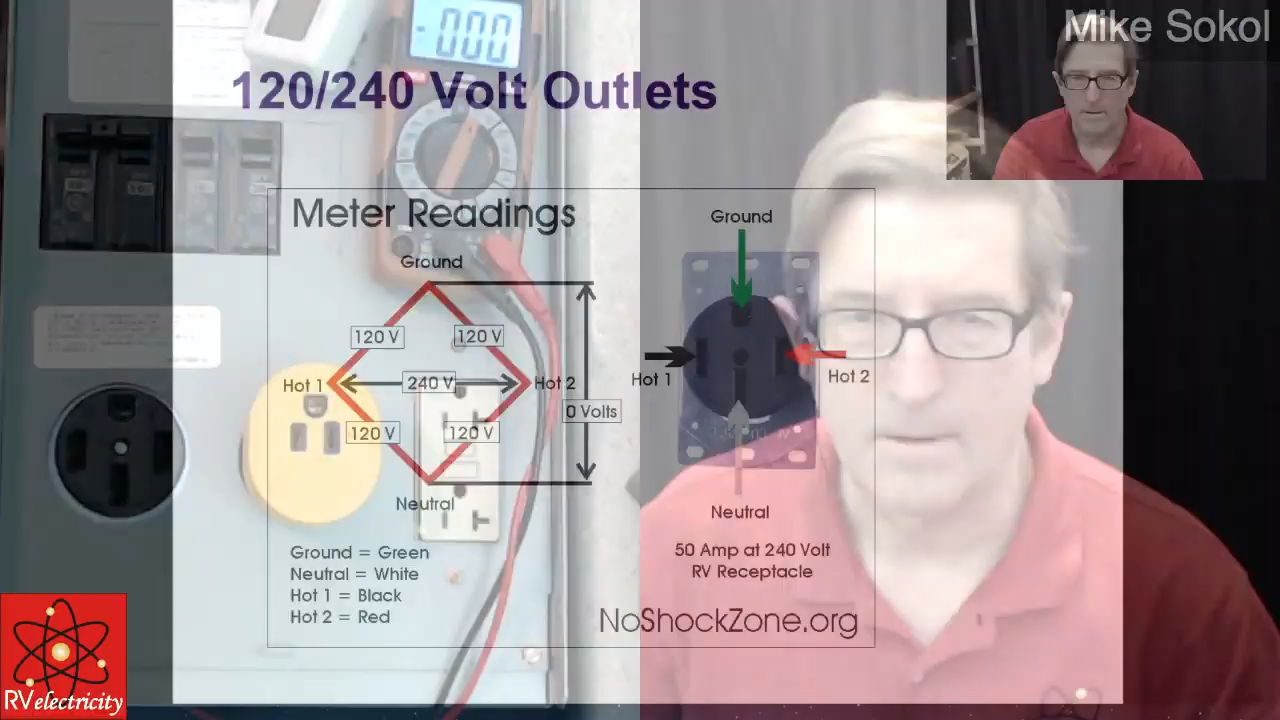 Mike Sokol
-000
120/240 Volt Outlets
Meter Readings
Ground
120 V
120 V
Hot 1
240 V
Hot 2
0 Volts
120 V
120 V
Neutral
Ground = Green
Neutral = White
Hot 1 = Black
Hot 2 = Red
Ground
Hot 1
Hot 2
Neutral
50 Amp at 240 Volt
RV Receptacle
NoShockZone.org
RVelectricity